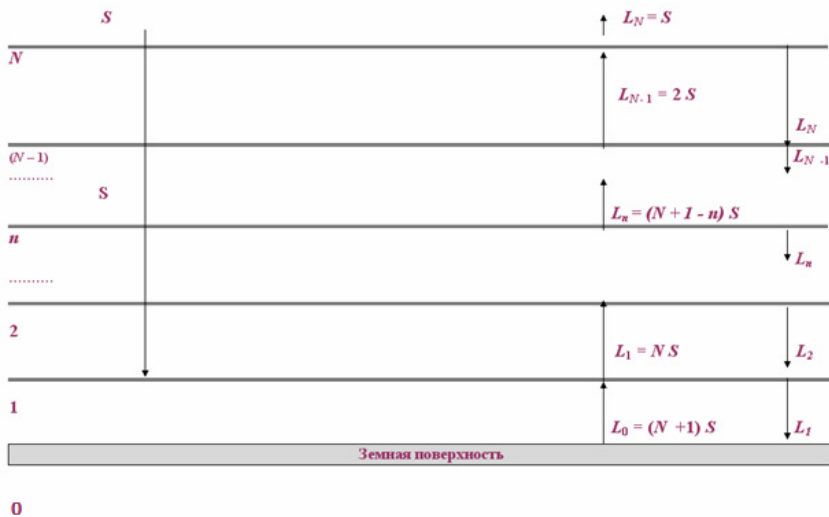 S
L_N = S
N
L_{N-1} = 2 S
L_N
(N – 1)
L_{N-1}
..........
S
L_n = (N + 1 - n) S
n
L_n
..........
2
L_1 = N S
L_2
1
L_0 = (N +1) S
L_1
Земная поверхность
0